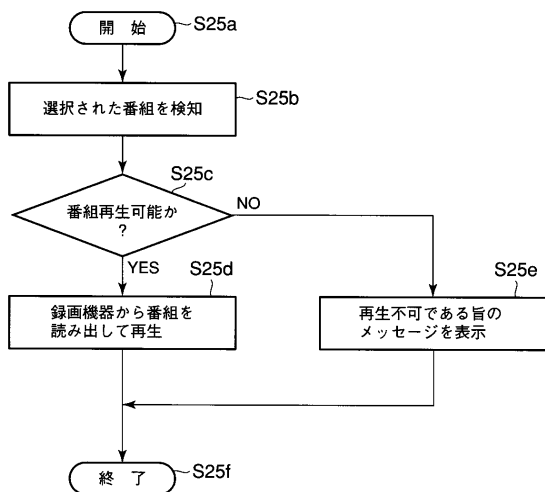 開 始
S25a
選択された番組を検知
S25b
S25c
番組再生可能か
?
NO
YES
S25d
録画機器から番組を
読み出して再生
S25e
再生不可である旨の
メッセージを表示
終 了
S25f